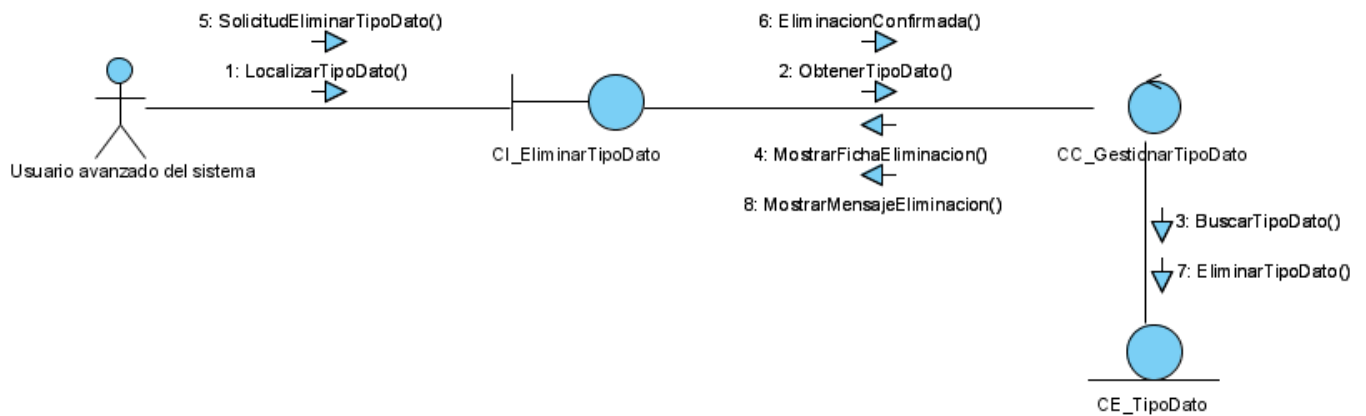 5: SolicitudEliminarTipoDato()
6: EliminacionConfirmada()
1: LocalizarTipoDato()
2: ObtenerTipoDato()
CI_EliminarTipoDato
4: MostrarFichaEliminacion()
CC_GestionarTipoDato
Usuario avanzado del sistema
8: MostrarMensajeEliminacion()
3: BuscarTipoDato()
7: EliminarTipoDato()
CE_TipoDato